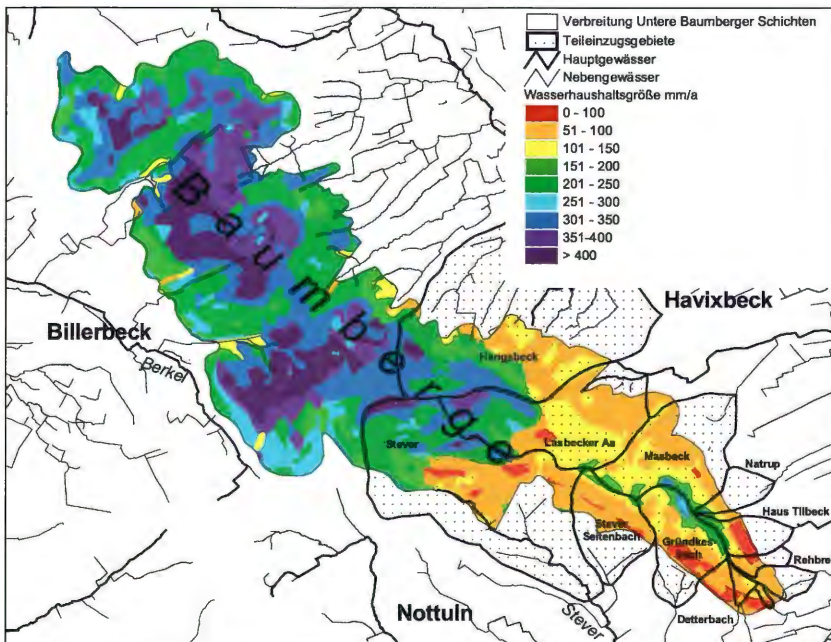 Verbreitung Untere Baumberger Schichten
Teileinzugsgebiete
Hauptgewässer
Nebengewässer
Wasserhaushaltsgröße mm/a
0 - 100
51 - 100
101 - 150
151 - 200
201 - 250
251 - 300
301 - 350
351-400
> 400
Baumberge
Havixbeck
Billerbeck
Berkel
Hangsbeck
Stever
Lasbecker Aa
Masbeck
Natrup
Haus Tilbeck
Stever
Seitenbach
Gründkes-
bach
Rehbre
Detterbach
Nottuln
Stever